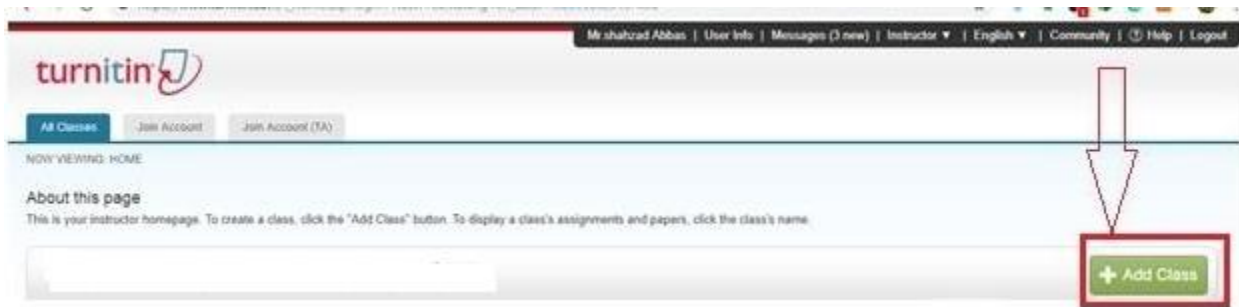 Mr shahzad Abbas | User Info | Messages (3 new) | Instructor ▼ | English ▼ | Community | ? Help | Logout
turnitin
All Classes Join Account Join Account (TA)
NOW VIEWING: HOME
About this page
This is your instructor homepage. To create a class, click the "Add Class" button. To display a class's assignments and papers, click the class's name.
+ Add Class